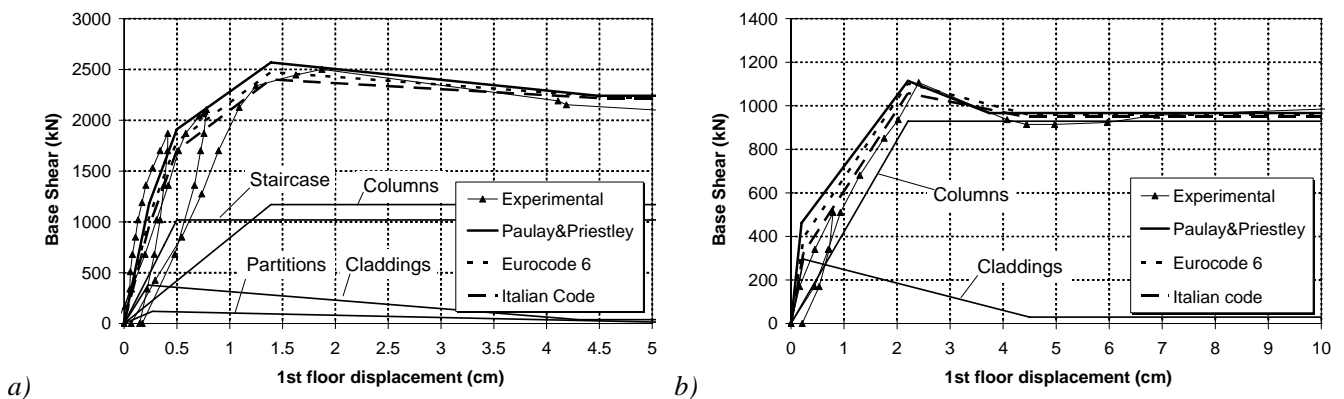 3000
2500
2000
1500
1000
500
0
Base Shear (kN)
0 0.5 1 1.5 2 2.5 3 3.5 4 4.5 5
1st floor displacement (cm)
Staircase
Columns
Partitions
Claddings
Experimental
Paulay&Priestley
Eurocode 6
Italian Code
a)
1400
1200
1000
800
600
400
200
0
Base Shear (kN)
0 1 2 3 4 5 6 7 8 9 10
1st floor displacement (cm)
Columns
Claddings
Experimental
Paulay&Priestley
Eurocode 6
Italian code
b)